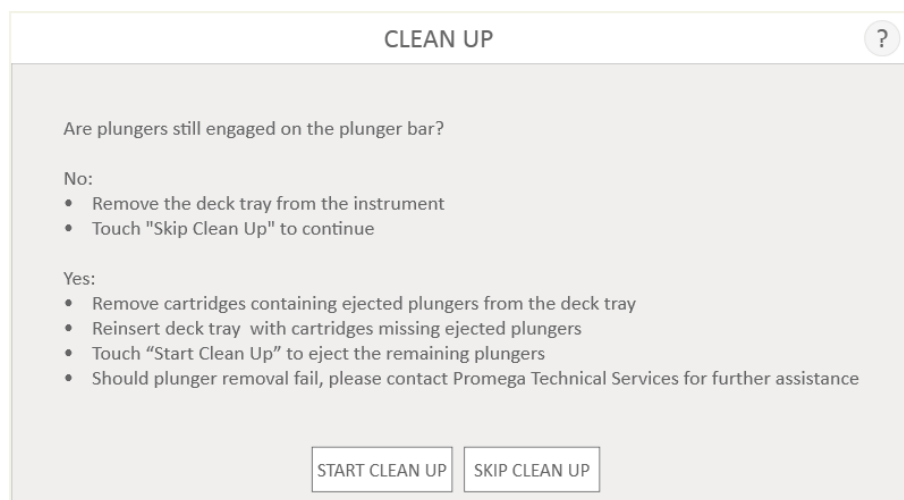 CLEAN UP
?
Are plungers still engaged on the plunger bar?
No:
• Remove the deck tray from the instrument
• Touch "Skip Clean Up" to continue
Yes:
• Remove cartridges containing ejected plungers from the deck tray
• Reinsert deck tray  with cartridges missing ejected plungers
• Touch “Start Clean Up” to eject the remaining plungers
• Should plunger removal fail, please contact Promega Technical Services for further assistance
START CLEAN UP
SKIP CLEAN UP